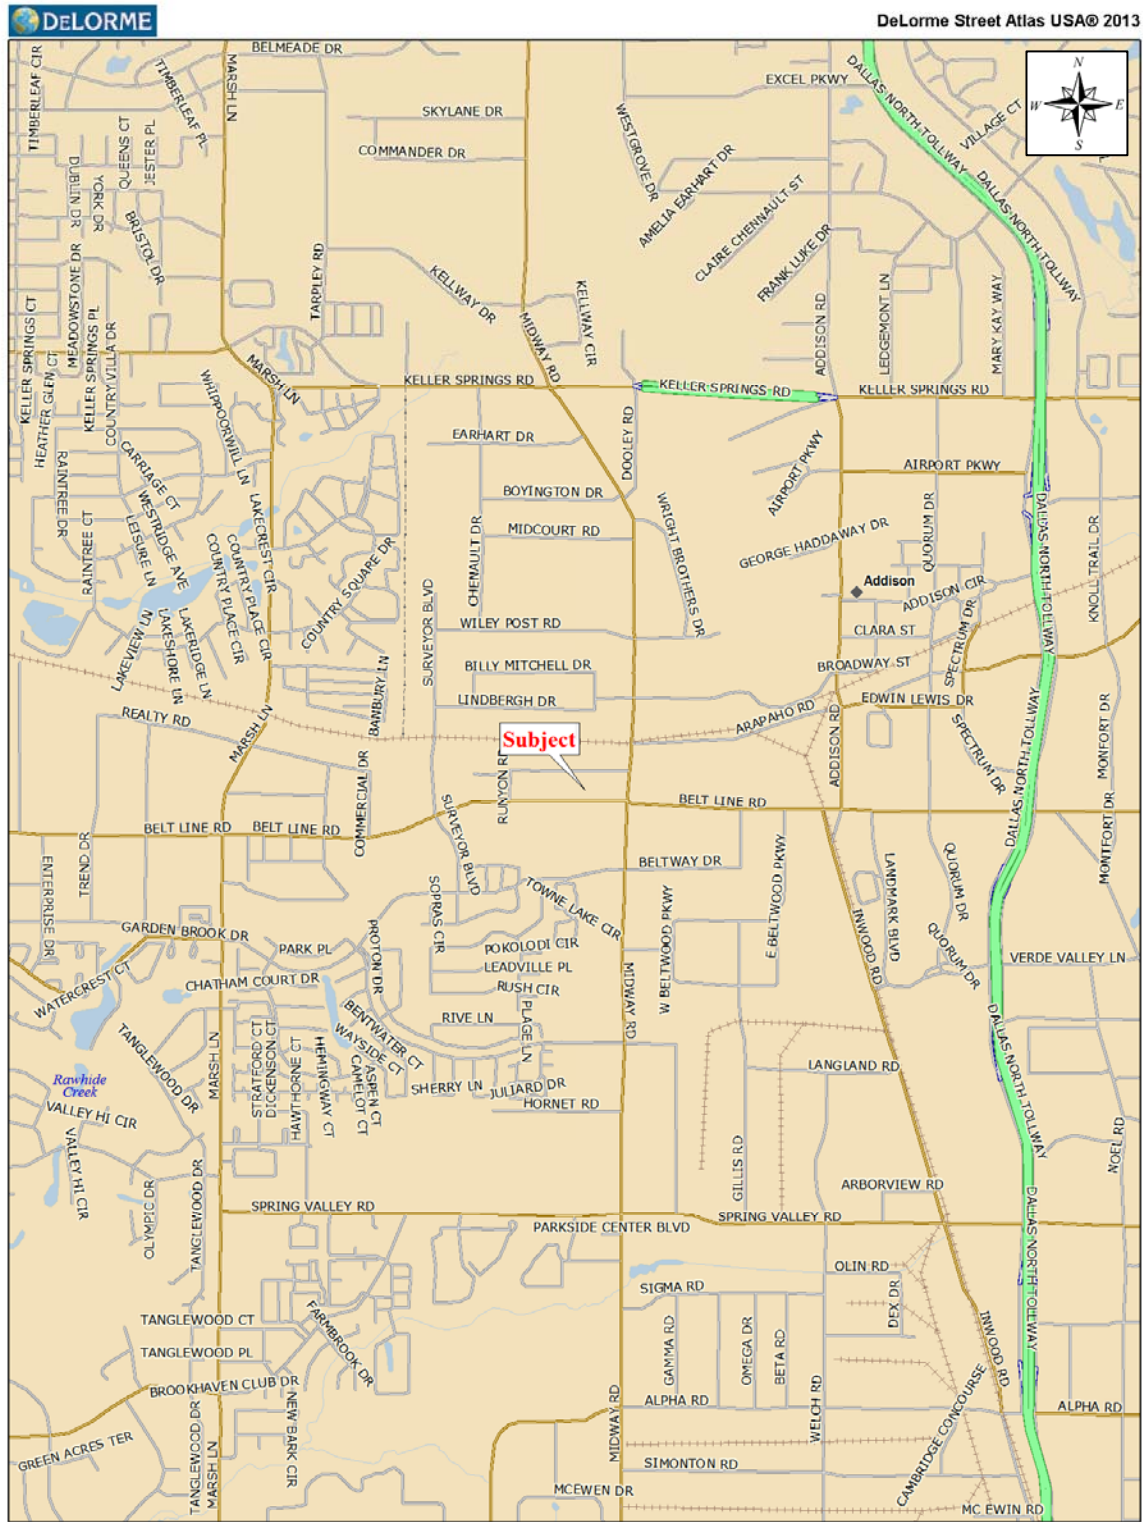 DELORME
DeLorme Street Atlas USA® 2013
BELMEADE DR
TIMBERLEAF CIR
TIMBERLEAF PL
MARSH LN
SKYLANE DR
COMMANDER DR
WESTGROVE DR
EXCEL PKWY
DALLAS NORTH TOLLWAY
VILLAGE CT
N
W
E
S
DUBLIN DR
YORK DR
QUEENS CT
JESTER PL
BRISTOL DR
AMELIA EARHART DR
CLAIRE CHENNAULT ST
FRANK LUKE DR
DALLAS NORTH TOLLWAY
MEADOWSTONE DR
TARPLEY RD
KELLWAY DR
KELLWAY CIR
MIDWAY RD
ADDISON RD
LEDGEMONT LN
MARY KAY WAY
KELLER SPRINGS CT
HEATHER GLEN CT
KELLER SPRINGS PL
COUNTRY VILLA DR
WHIPPOORWILL LN
MARSH LN
KELLER SPRINGS RD
KELLER SPRINGS RD
KELLER SPRINGS RD
EARHART DR
DOOLEY RD
AIRPORT PKWY
AIRPORT PKWY
RAINTREE DR
CARRIAGE CT
WESTRIDGE AVE
LEISURE LN
RAINTREE CT
LAKECREST CIR
COUNTRY PLACE CIR
COUNTRY PLACE CIR
BOYINGTON DR
MIDCOURT RD
CHENAULT DR
WRIGHT BROTHERS DR
GEORGE HADDAWAY DR
QUORUM DR
DALLAS NORTH TOLLWAY
KNOLL TRAIL DR
COUNTRY SQUARE DR
SURVEYOR BLVD
Addison
ADDISON CIR
LAKEVIEW LN
LAKESHORE LN
LAKERIDGE LN
WILEY POST RD
CLARA ST
SPECTRUM DR
BILLY MITCHELL DR
BROADWAY ST
BANBURY LN
LINDBERGH DR
EDWIN LEWIS DR
REALTY RD
MARSH LN
ARAPAHO RD
ADDISON RD
SPECTRUM DR
DALLAS NORTH TOLLWAY
MONFORT DR
Subject
COMMERCIAL DR
SURVEYOR BLVD
BELT LINE RD
BELT LINE RD
BELT LINE RD
MONTFORT DR
TREND DR
ENTERPRISE DR
BELTWAY DR
TOWNE LAKE CIR
W BELTWOOD PKWY
E BELTWOOD PKWY
INWOOD RD
LANDMARK BLVD
QUORUM DR
QUORUM DR
GARDEN BROOK DR
PARK PL
PROTON DR
SOPRAS CIR
POKOLODI CIR
LEADVILLE PL
RUSH CIR
VERDE VALLEY LN
WATERCREST CT
CHATHAM COURT DR
BENTWATER CT
WAYSIDE CT
RIVE LN
PLAGE LN
MIDWAY RD
DALLAS NORTH TOLLWAY
TANGLEWOOD DR
MARSH LN
STRATFORD CT
DICKENSON CT
HAWTHORNE CT
HEMINGWAY CT
CAMELOT CT
ASPEN CT
SHERRY LN
JULIARD DR
HORNET RD
LANGLAND RD
Rawhide
Creek
VALLEY HI CIR
VALLEY HI CIR
NOEL RD
OLYMPIC DR
TANGLEWOOD DR
GILLIS RD
ARBORVIEW RD
SPRING VALLEY RD
PARKSIDE CENTER BLVD
SPRING VALLEY RD
DALLAS NORTH TOLLWAY
OLIN RD
SIGMA RD
DEX DR
TANGLEWOOD CT
FARMBROOK DR
GAMMA RD
OMEGA DR
BETA RD
INWOOD RD
TANGLEWOOD PL
BROOKHAVEN CLUB DR
NEW BARK CIR
MIDWAY RD
ALPHA RD
WELCH RD
CAMBRIDGE CONCOURSE
ALPHA RD
GREEN ACRES TER
TANGLEWOOD DR
MARSH LN
SIMONTON RD
MCEWEN DR
MC EWIN RD